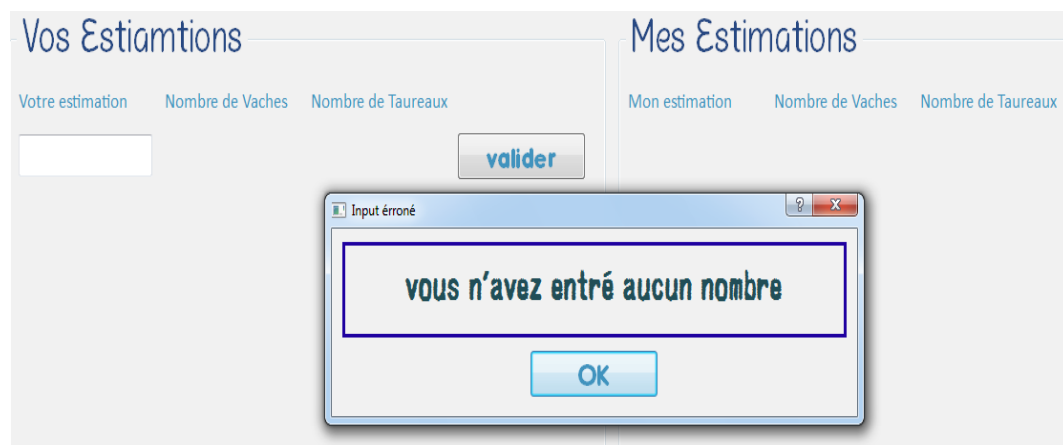 Vos Estiamtions
Mes Estimations
Votre estimation Nombre de Vaches Nombre de Taureaux
Mon estimation Nombre de Vaches Nombre de Taureaux
valider
Input érroné
vous n'avez entré aucun nombre
OK